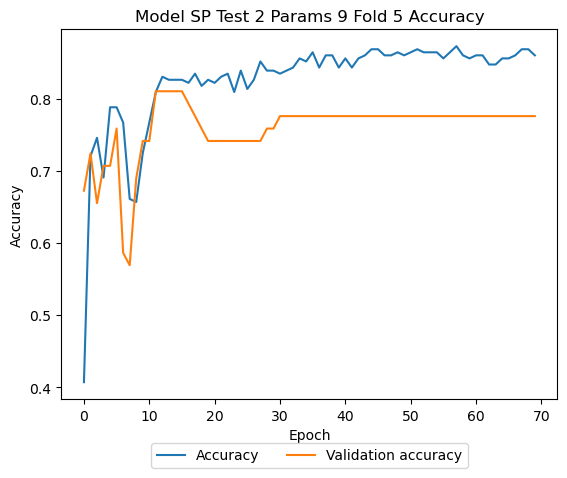 Model SP Test 2 Params 9 Fold 5 Accuracy
Accuracy
0.8
0.7
0.6
0.5
0.4
0 10 20 30 40 50 60 70
Epoch
Accuracy Validation accuracy